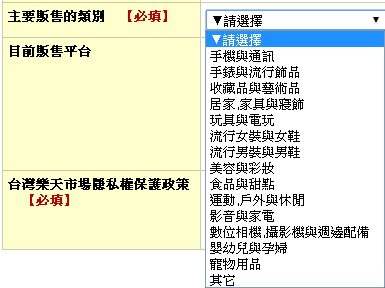 主要販售的類別 【必填】
▼請選擇
▼請選擇
手機與通訊
手錶與流行飾品
收藏品與藝術品
居家,家具與寢飾
玩具與電玩
流行女裝與女鞋
流行男裝與男鞋
美容與彩妝
食品與甜點
運動,戶外與休閒
影音與家電
數位相機,攝影機與週邊配備
嬰幼兒與孕婦
寵物用品
其它
目前販售平台
台灣樂天市場隱私權保護政策
【必填】